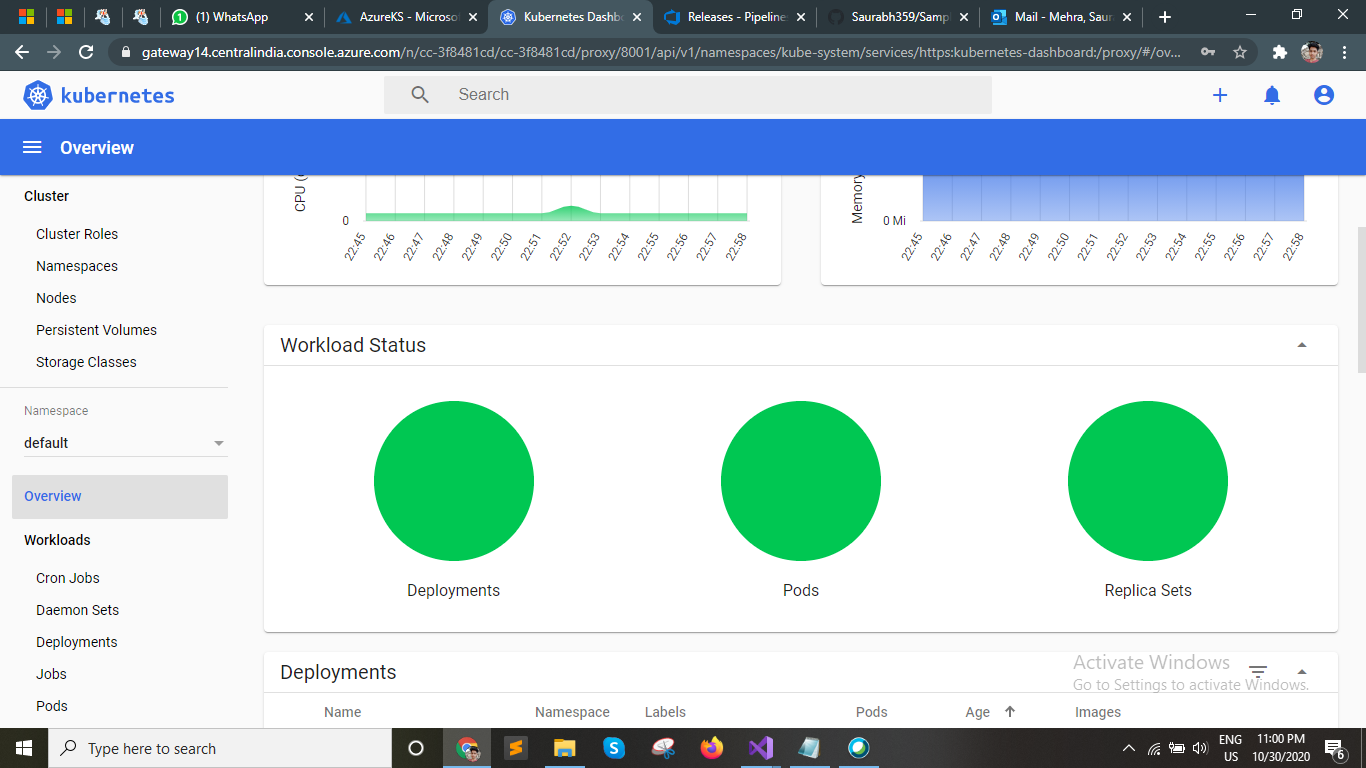 (1) WhatsApp
AzureKS - Microsof
Kubernetes Dashbo
Releases - Pipelines
Saurabh359/Sampl
Mail - Mehra, Saur
gateway14.centralindia.console.azure.com/n/cc-3f8481cd/cc-3f8481cd/proxy/8001/api/v1/namespaces/kube-system/services/https:kubernetes-dashboard:/proxy/#/ov...
kubernetes
Search
Overview
Cluster
Cluster Roles
Namespaces
Nodes
Persistent Volumes
Storage Classes
Namespace
default
Overview
Workloads
Cron Jobs
Daemon Sets
Deployments
Jobs
Pods
CPU (c
0
22:45 22:46 22:47 22:48 22:49 22:50 22:51 22:52 22:53 22:54 22:55 22:56 22:57 22:58
Memory
0 Mi
22:45 22:46 22:47 22:48 22:49 22:50 22:51 22:52 22:53 22:54 22:55 22:56 22:57 22:58
Workload Status
Deployments
Pods
Replica Sets
Deployments
Name Namespace Labels Pods Age Images
Activate Windows
Go to Settings to activate Windows.
Type here to search
ENG
US
11:00 PM
10/30/2020
6